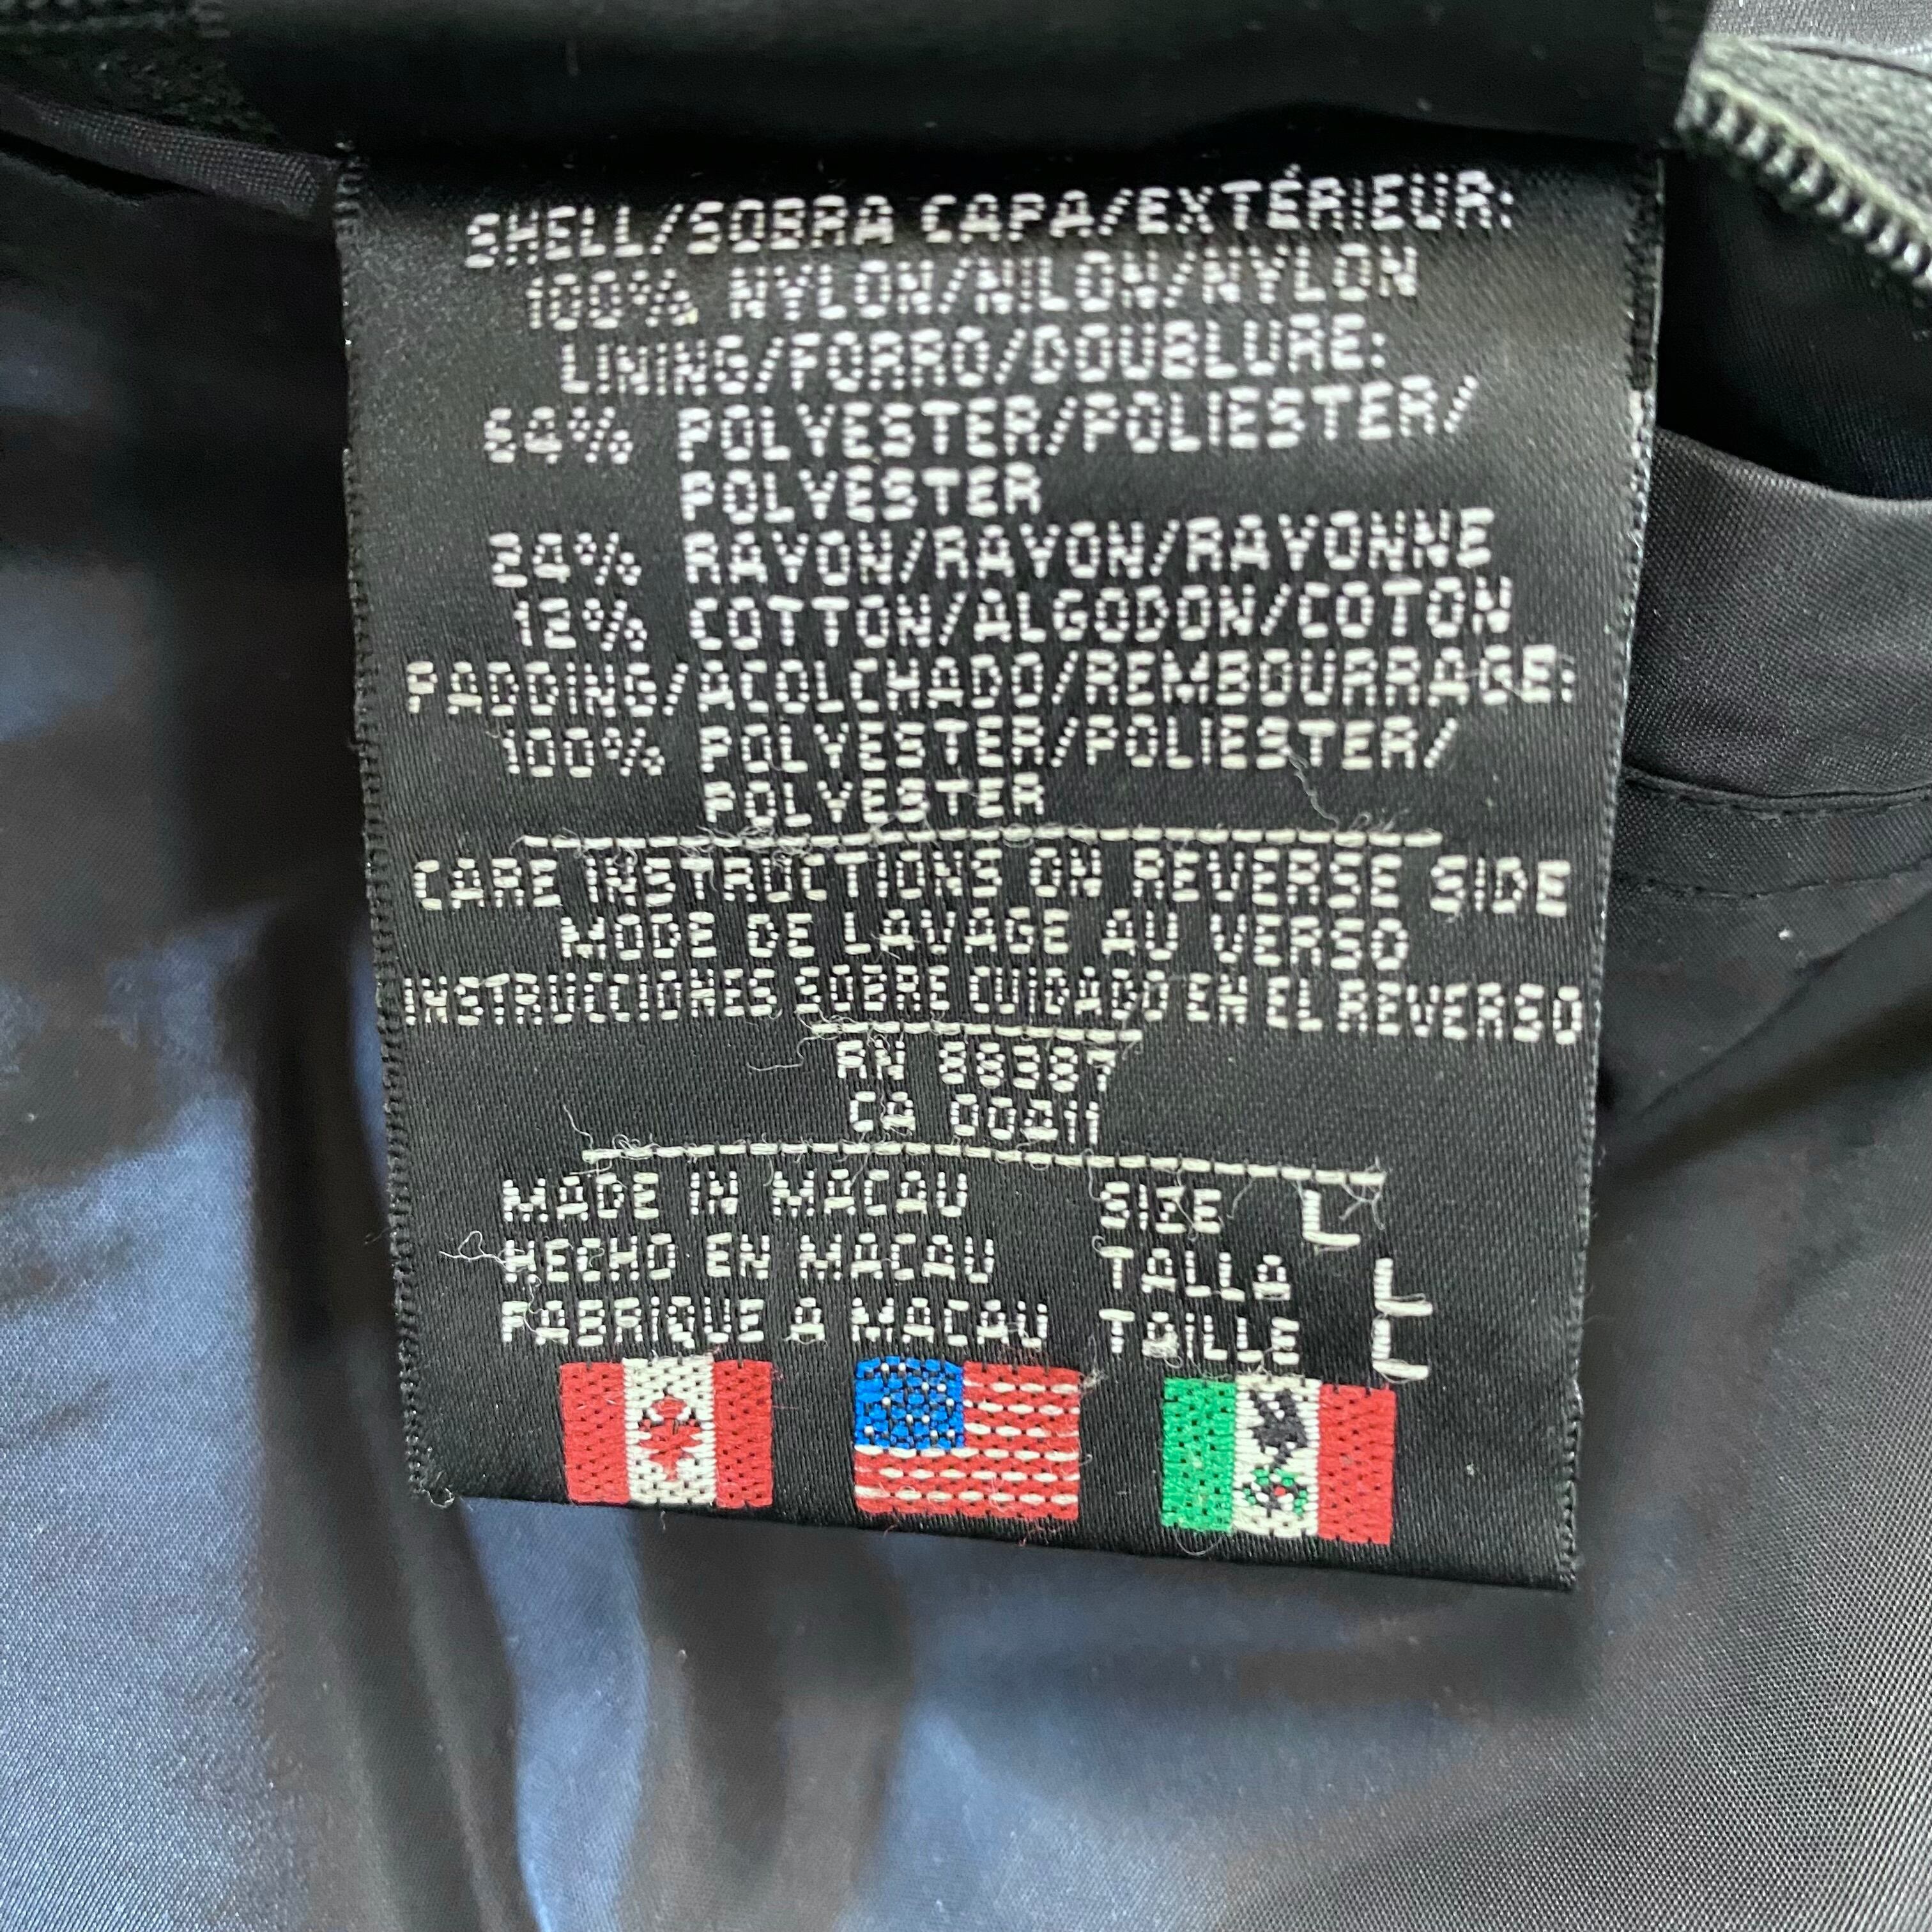 SHELL/SOBRA CAPA/EXTÉRIEUR:
100% NYLON/NILON/NYLON
LINING/FORRO/DOUBLURE:
64% POLYESTER/POLIESTER/
POLYESTER
24% RAYON/RAYON/RAYONNE
12% COTTON/ALGODON/COTON
PADDING/ACOLCHADO/REMBOURRAGE:
100% POLYESTER/POLIESTER/
POLYESTER
CARE INSTRUCTIONS ON REVERSE SIDE
MODE DE LAVAGE AU VERSO
INSTRUCCIONES SOBRE CUIDADO EN EL REVERSO
RN 88387
CA 00411
MADE IN MACAU SIZE L
HECHO EN MACAU TALLA L
FABRIQUE A MACAU TAILLE L